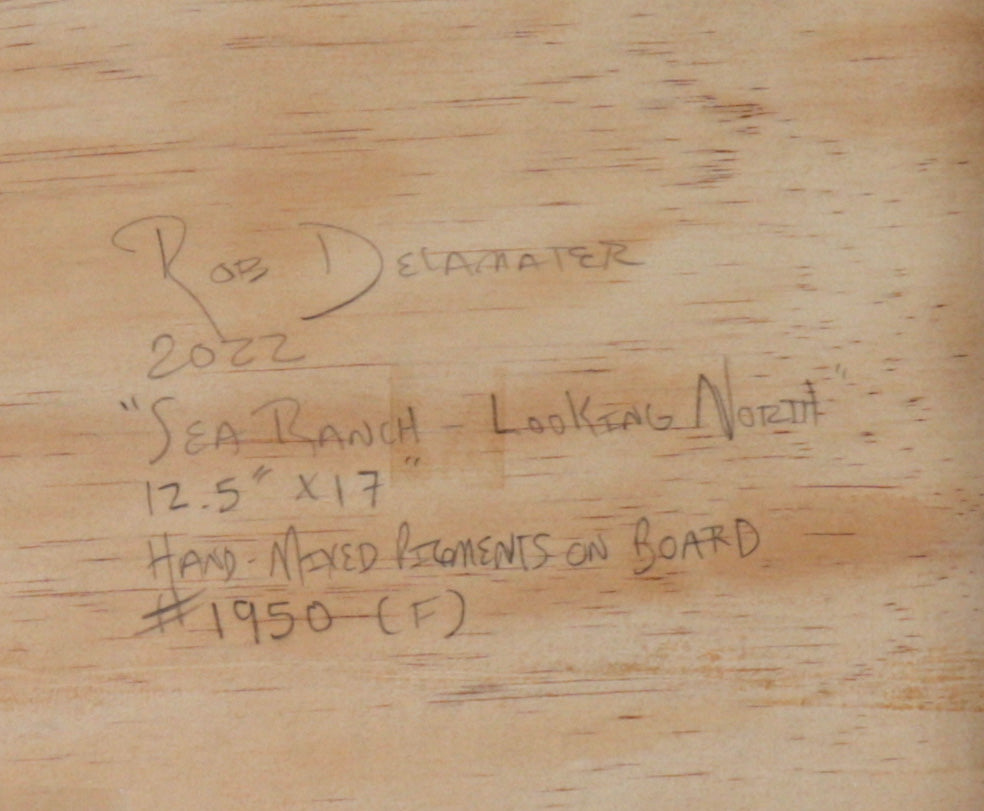 Rob Delamater
2022
"Sea Ranch - Looking North"
12.5" x 17"
Hand-Mixed Pigments on Board
#1950 (F)